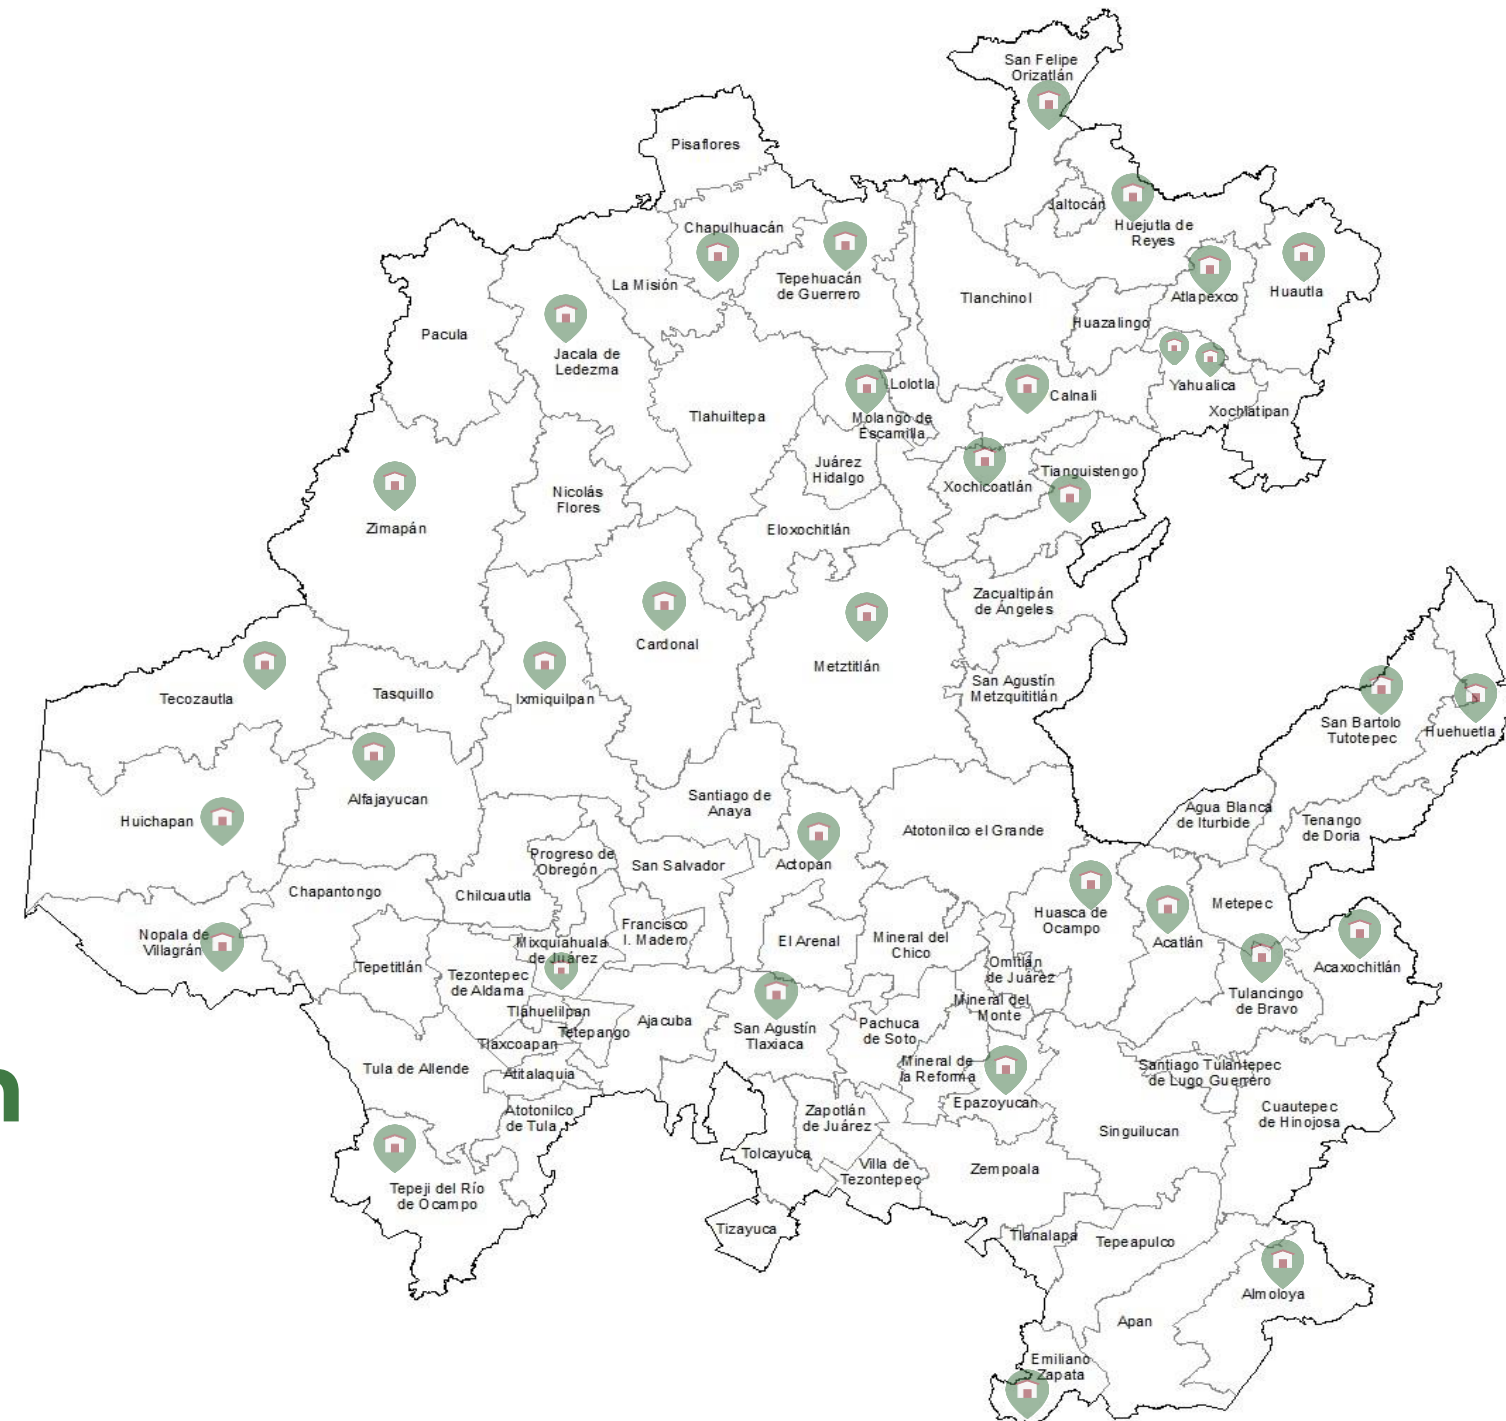 San Felipe
Orizatlán
Pisaflores
Jaltocán
Huejutla de
Reyes
Chapulhuacán
La Misión
Tepehuacán
de Guerrero
Tlanchinol
Atlapexco
Huautla
Huazalingo
Pacula
Jacala de
Ledezma
Lolotla
Calnali
Yahualica
Xochiatipan
Tlahuiltepa
Molango de
Escamilla
Juárez
Hidalgo
Xochicoatlán
Tianguistengo
Nicolás
Flores
Zimapán
Eloxochitlán
Zacualtipán
de Ángeles
Cardonal
Metztitlán
San Agustín
Metzquititlán
Tecozautla
Tasquillo
Ixmiquilpan
San Bartolo
Tutotepec
Huehuetla
Alfajayucan
Huichapan
Santiago de
Anaya
Atotonilco el Grande
Agua Blanca
de Iturbide
Tenango
de Doria
Progreso de
Obregón
San Salvador
Actopan
Chapantongo
Chilcuautla
Metepec
Huasca de
Ocampo
Acatlán
Nopala de
Villagrán
Francisco
I. Madero
El Arenal
Mineral del
Chico
Mixquiahuala
de Juárez
Tepetitlán
Tezontepec
de Aldama
Omitlán
de Juárez
Acaxochitlán
Tulancingo
de Bravo
Mineral del
Monte
Tlahuelilpan
Tetepango
Ajacuba
San Agustín
Tlaxiaca
Pachuca
de Soto
Tlaxcoapan
Tula de Allende
Atitalaquia
Mineral de
la Reforma
Santiago Tulantepec
de Lugo Guerrero
Epazoyucan
Cuautepec
de Hinojosa
Atotonilco
de Tula
Zapotlán
de Juárez
Singuilucan
Tolcayuca
Villa de
Tezontepec
Zempoala
Tepeji del Río
de Ocampo
Tizayuca
Tlanalapa
Tepeapulco
Almoloya
Apan
Emiliano
Zapata
n